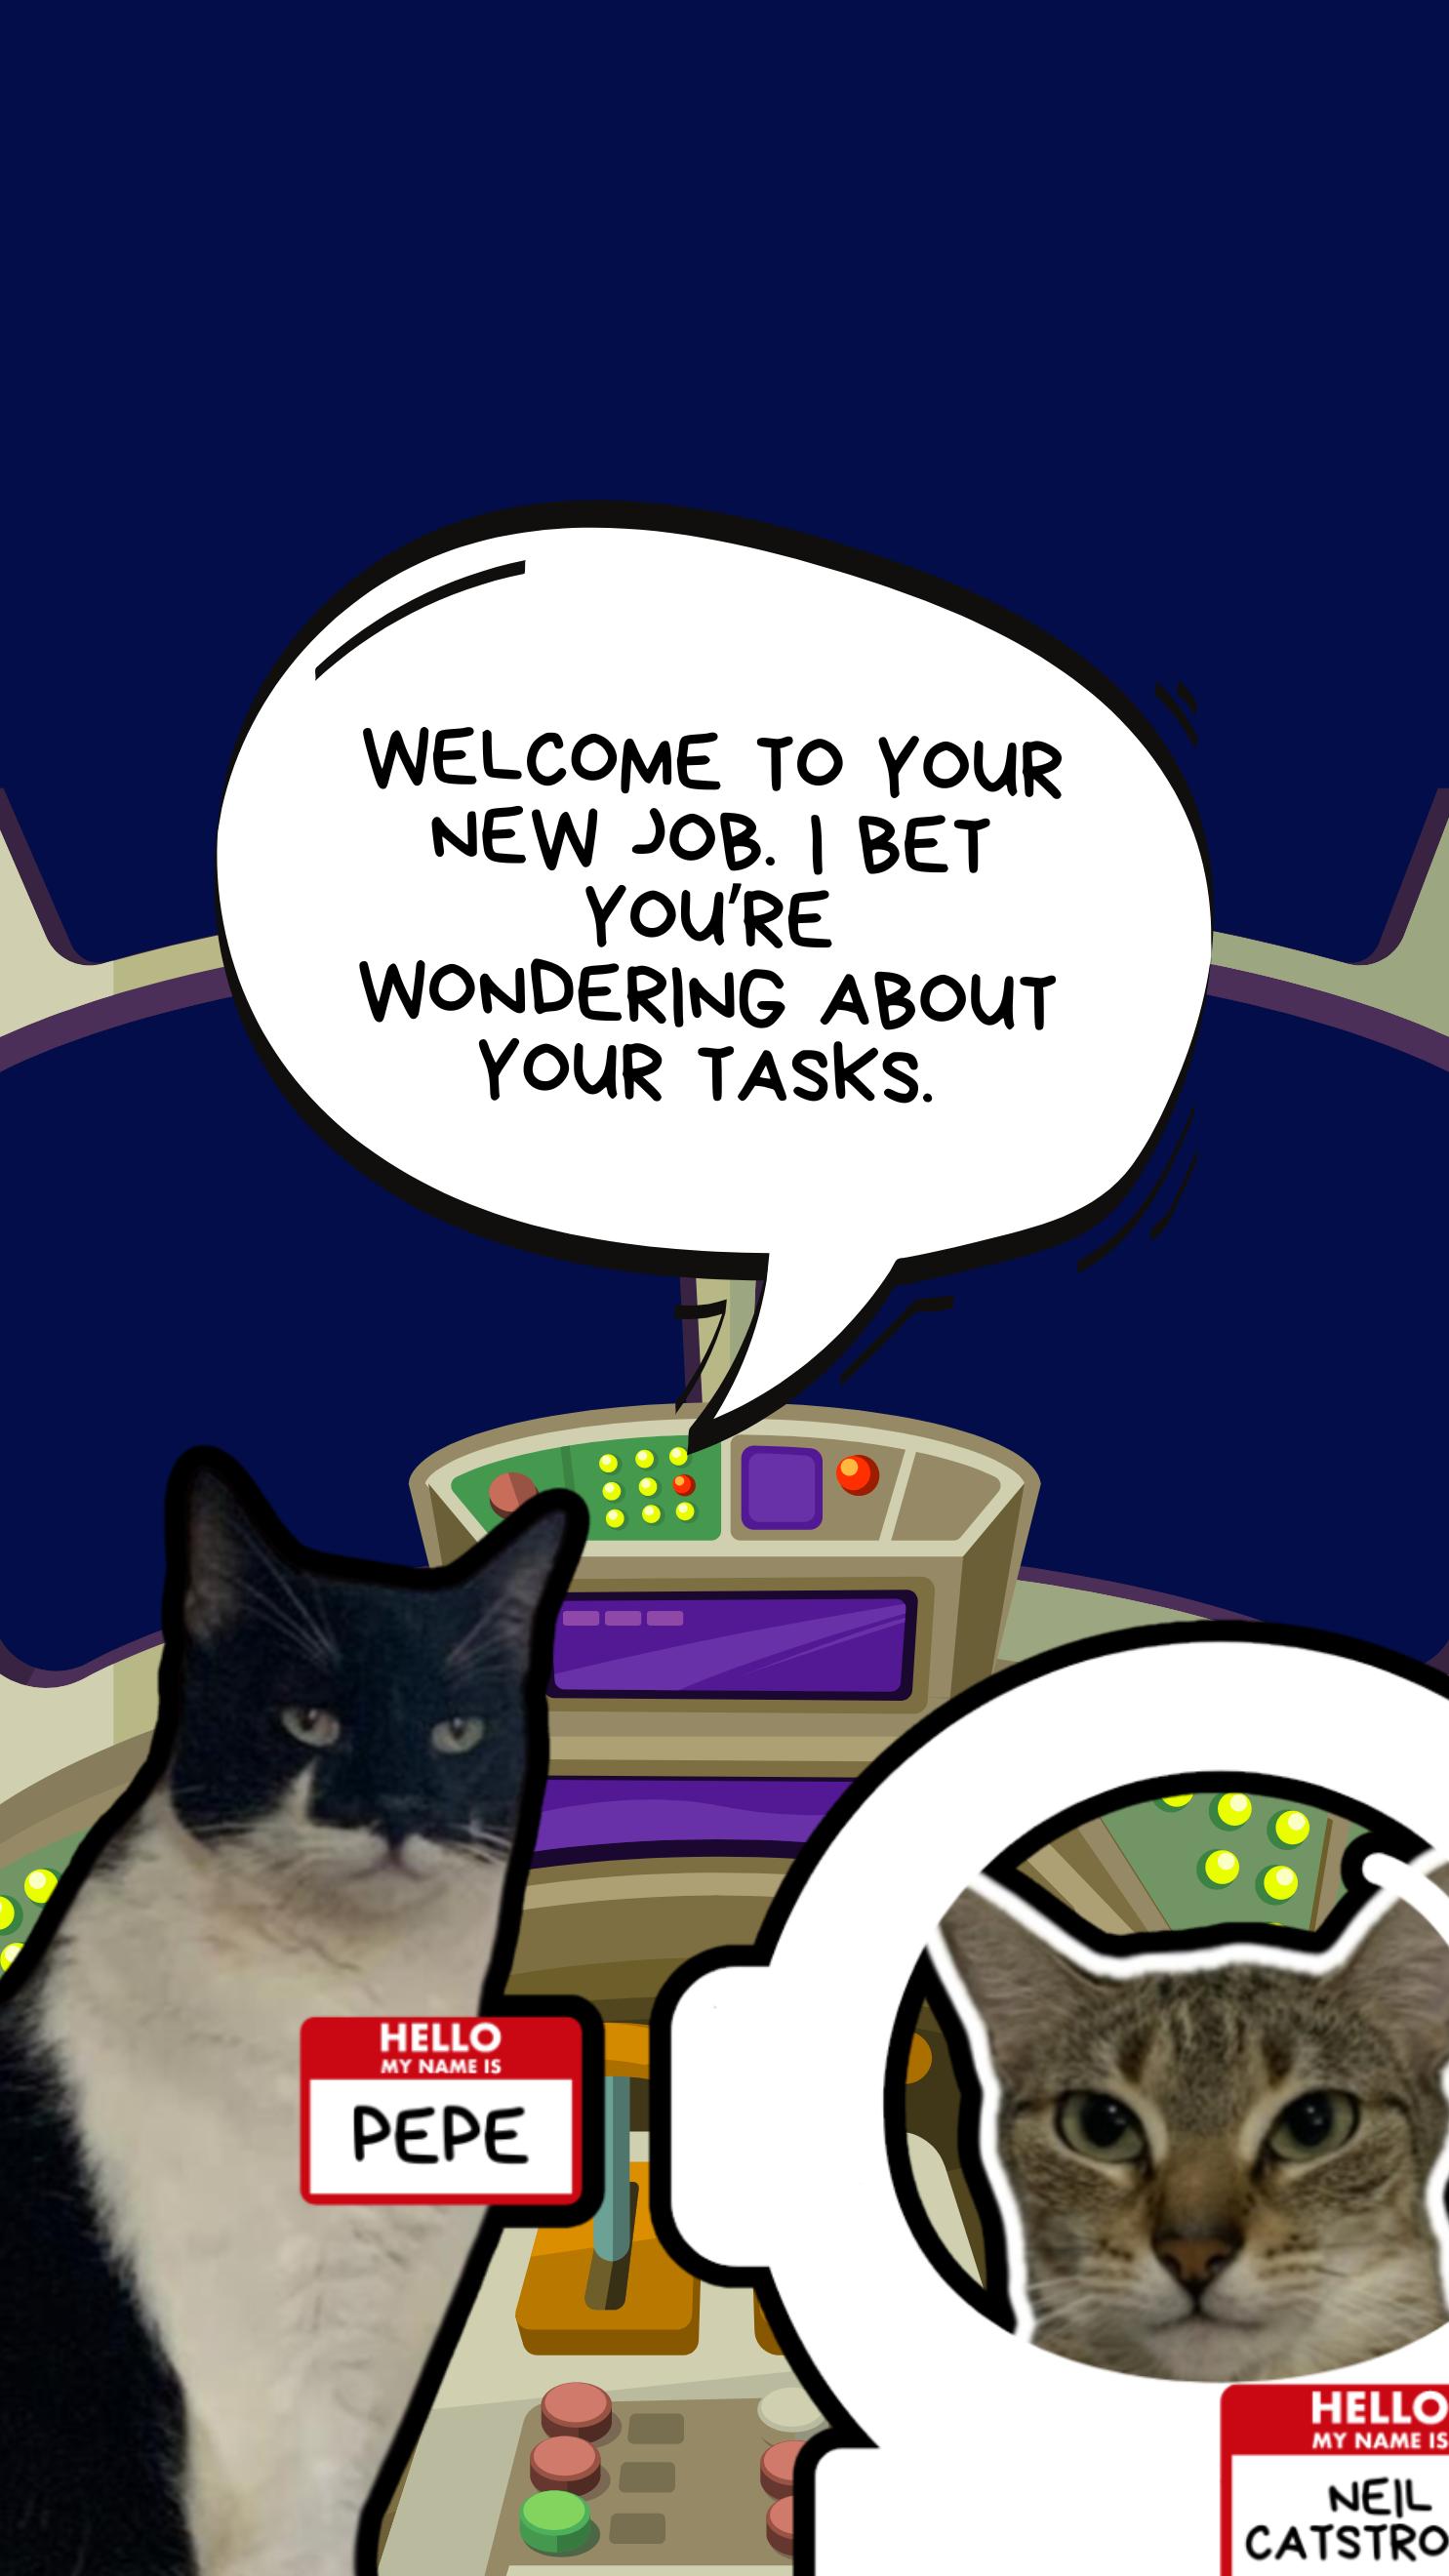 WELCOME TO YOUR
NEW JOB. I BET
YOU'RE
WONDERING ABOUT
YOUR TASKS.
HELLO
MY NAME IS
PEPE
HELLO
MY NAME IS
NEIL
CATSTRO